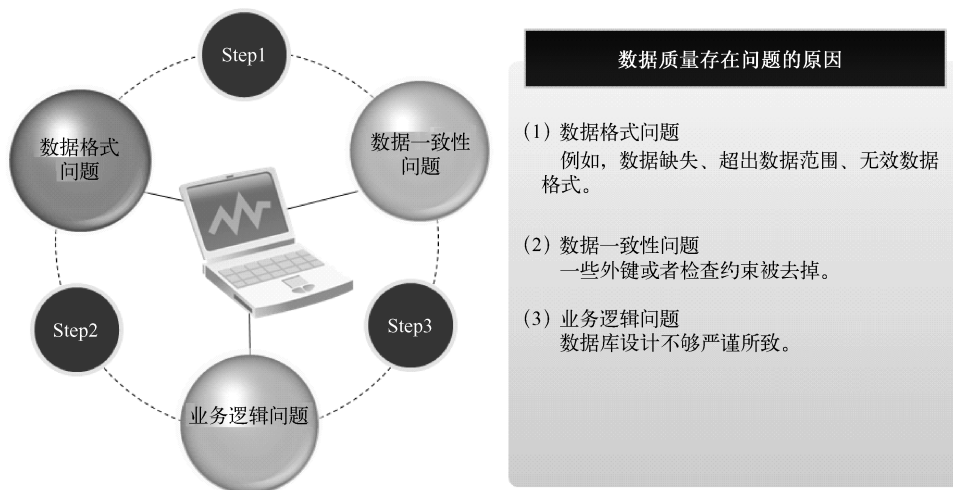 Step1
数据格式
问题
数据一致性
问题
Step2
Step3
业务逻辑问题
数据质量存在问题的原因
（1）数据格式问题
例如，数据缺失、超出数据范围、无效数据
格式。
（2）数据一致性问题
一些外键或者检查约束被去掉。
（3）业务逻辑问题
数据库设计不够严谨所致。